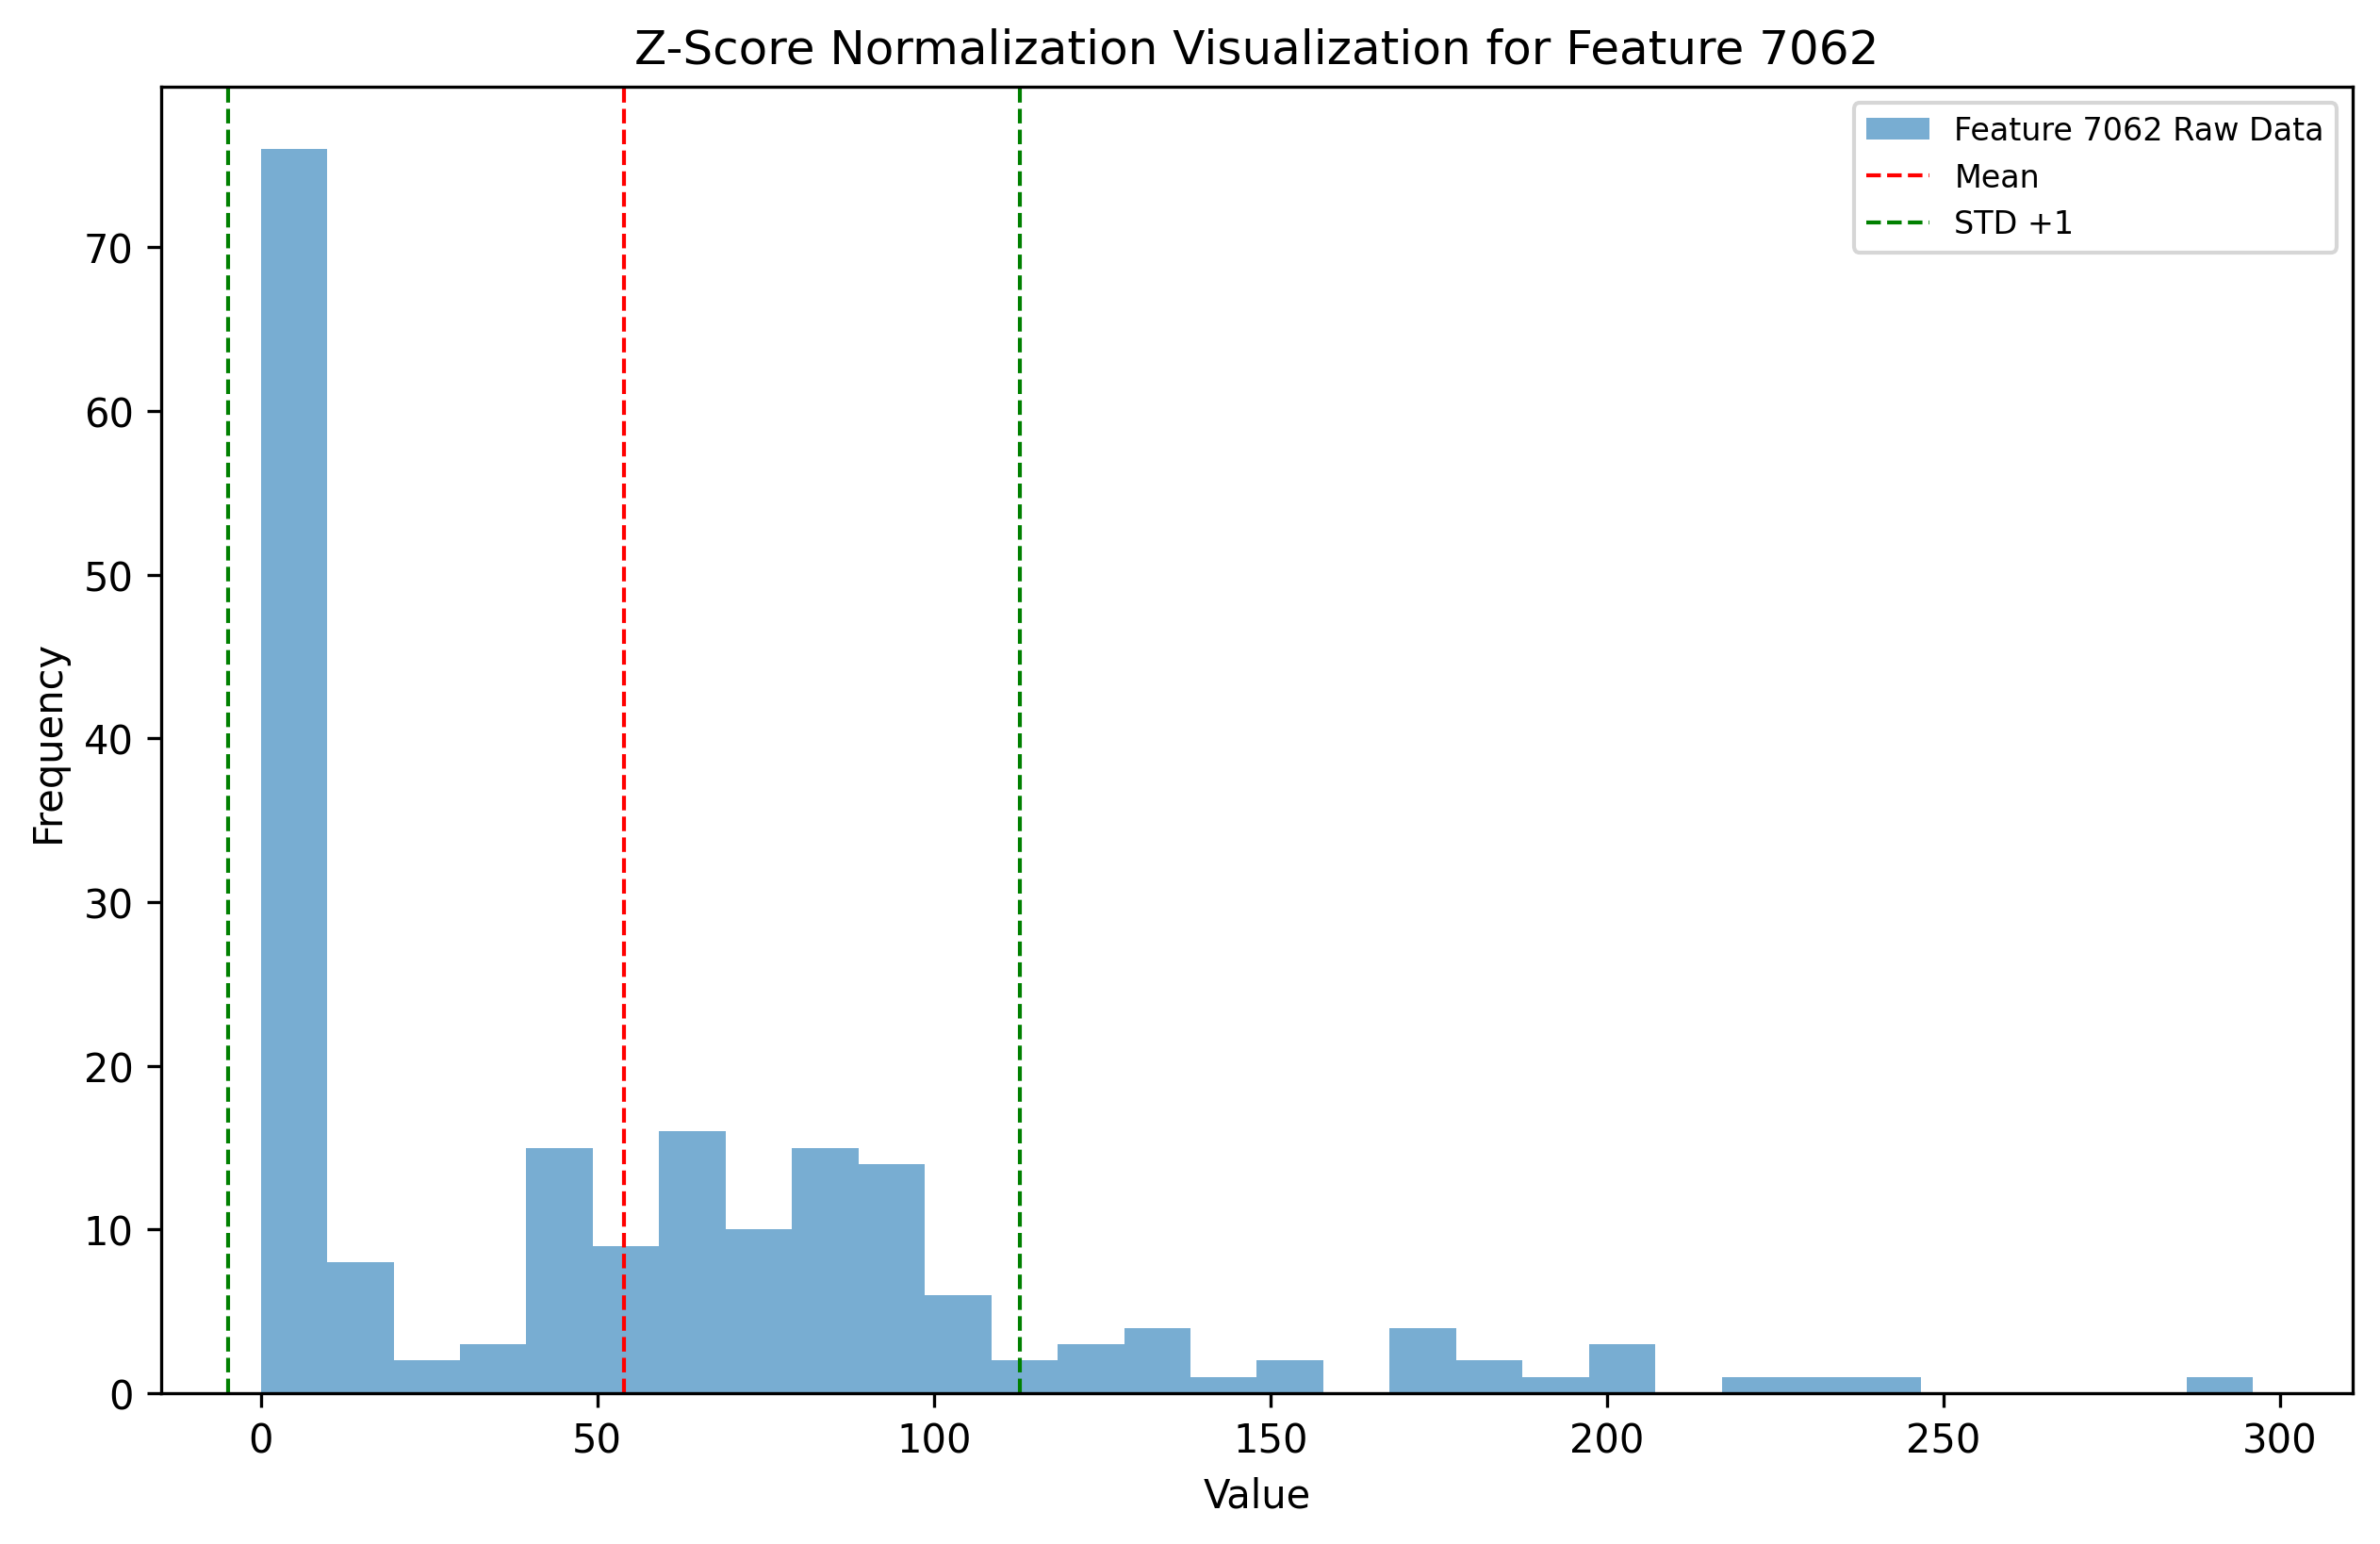 Z-Score Normalization Visualization for Feature 7062
Feature 7062 Raw Data
Mean
STD +1
Frequency
70
60
50
40
30
20
10
0
0 50 100 150 200 250 300
Value